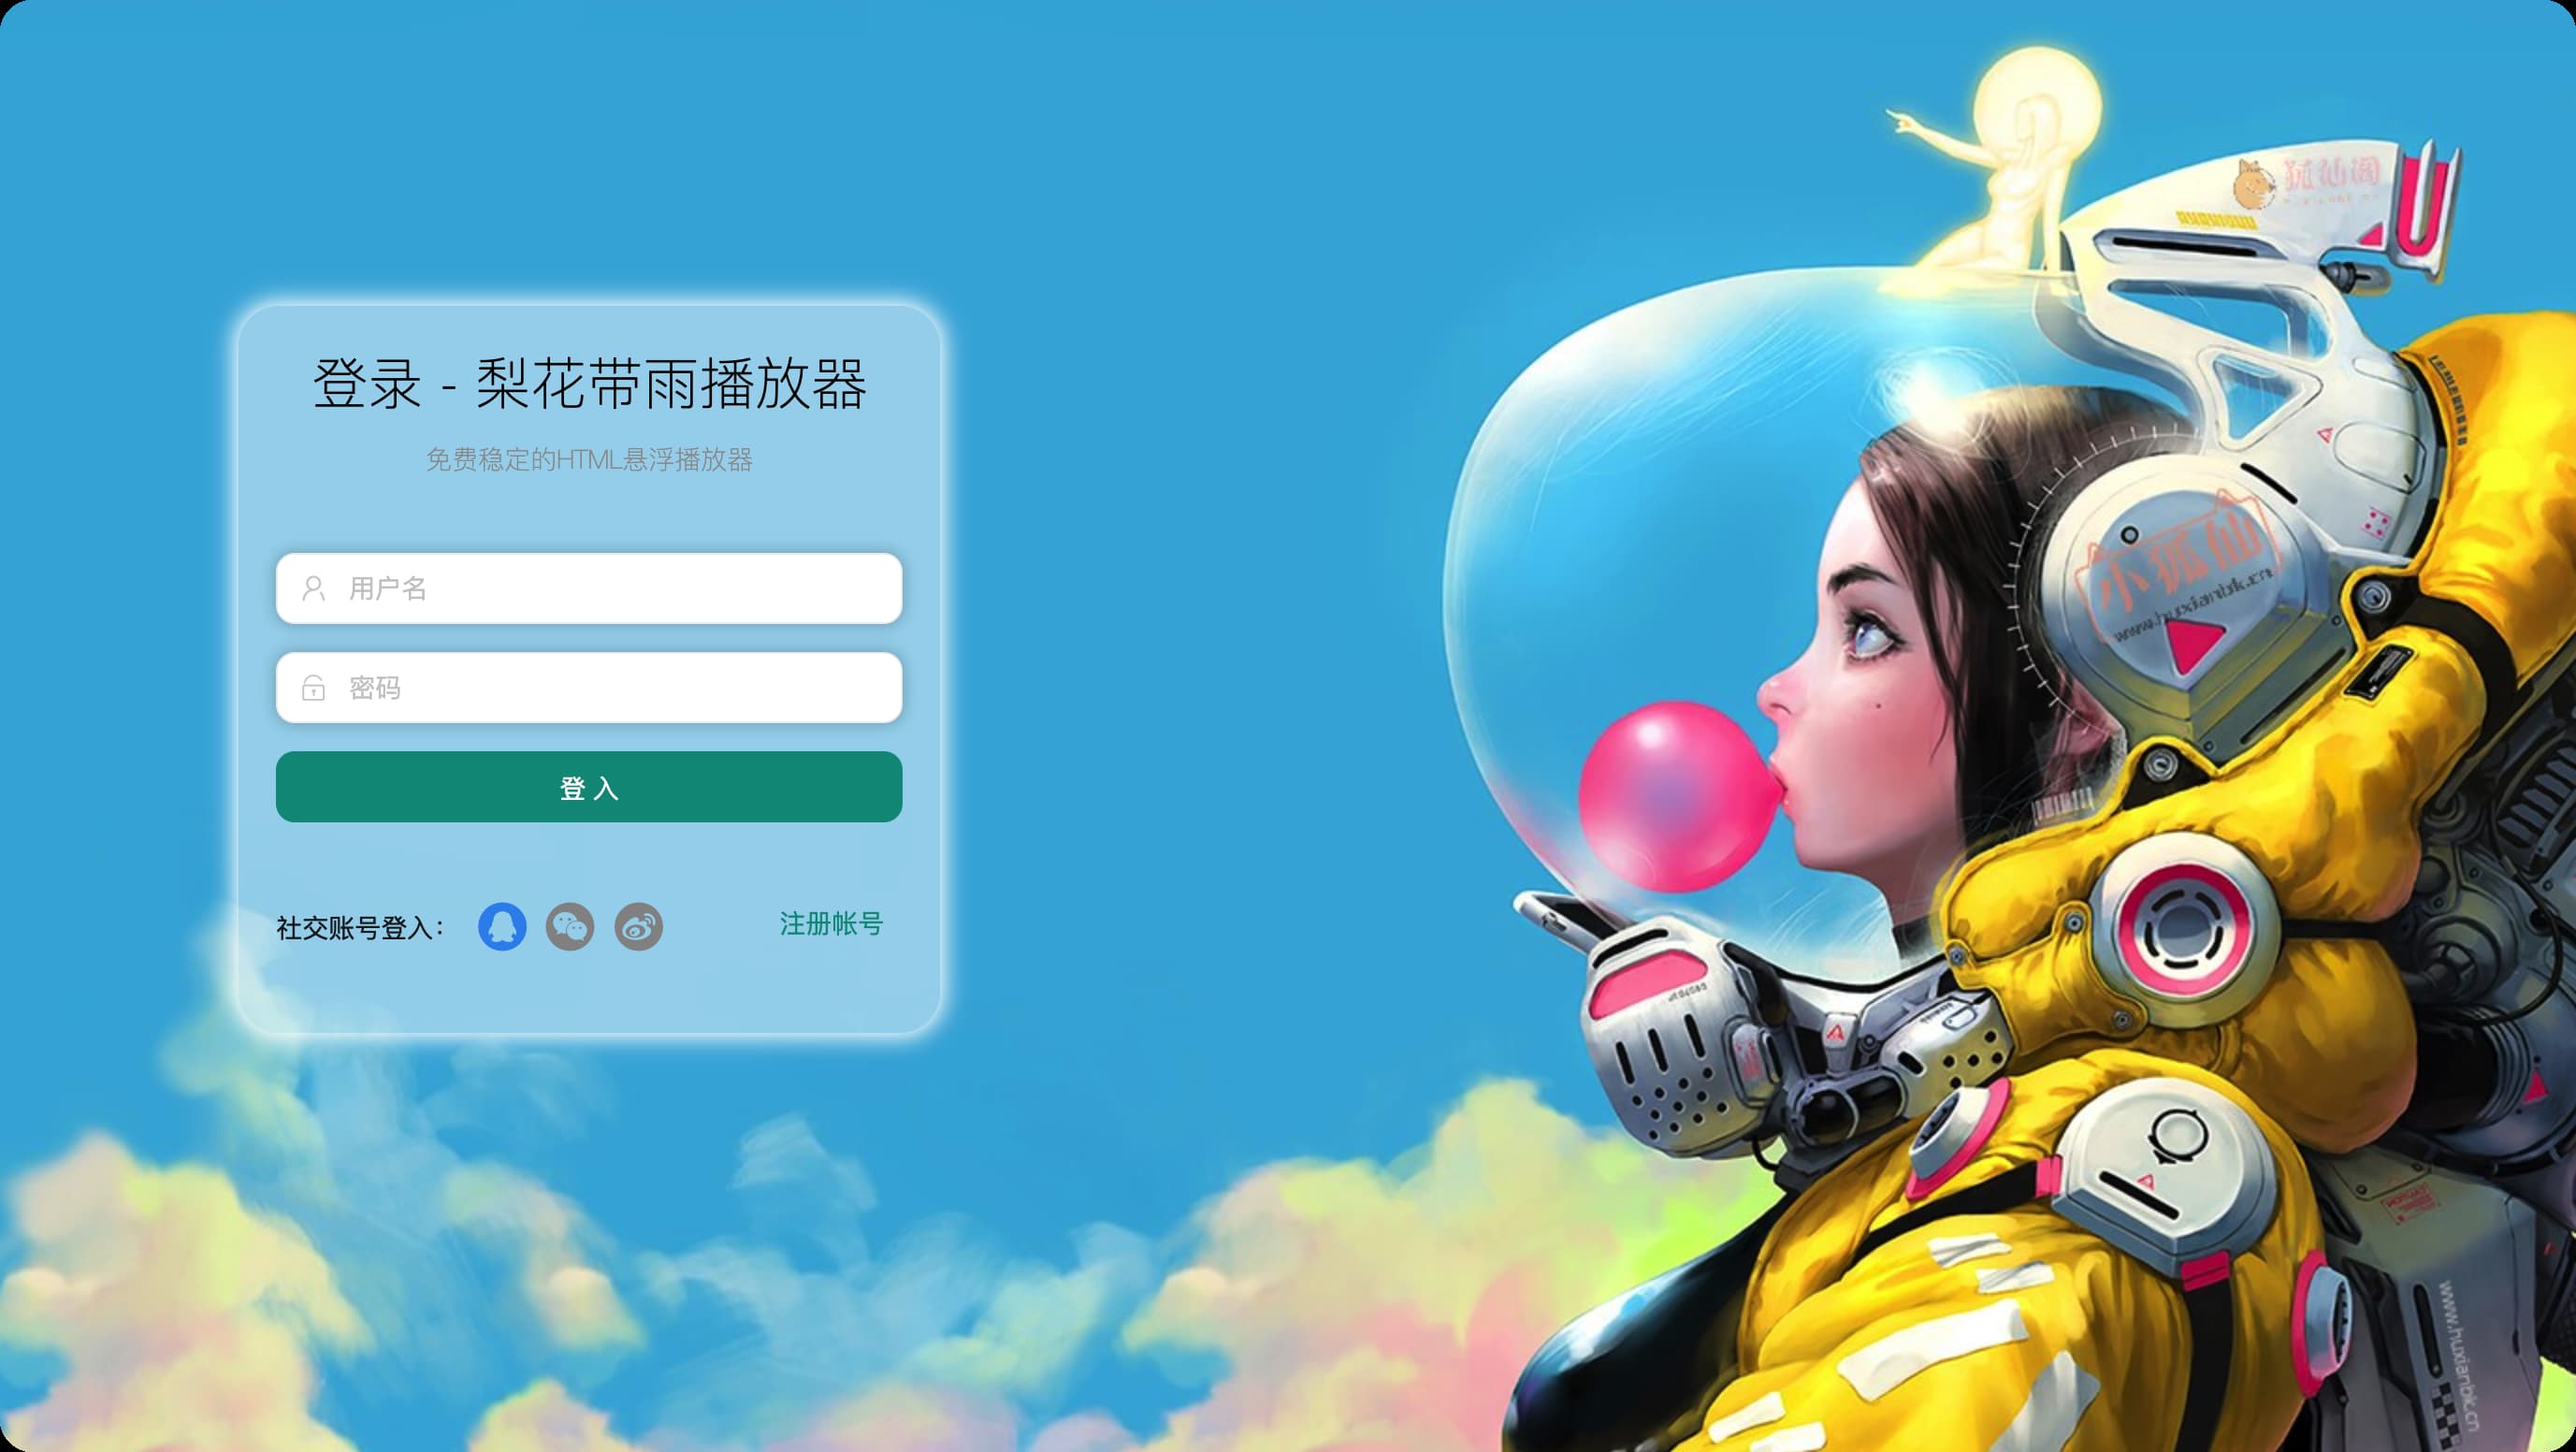 登录 - 梨花带雨播放器
免费稳定的HTML悬浮播放器
用户名
密码
登 入
社交账号登入：
注册帐号
狐仙阁
小狐仙
www.huxianbk.cn
www.huxianbk.cn